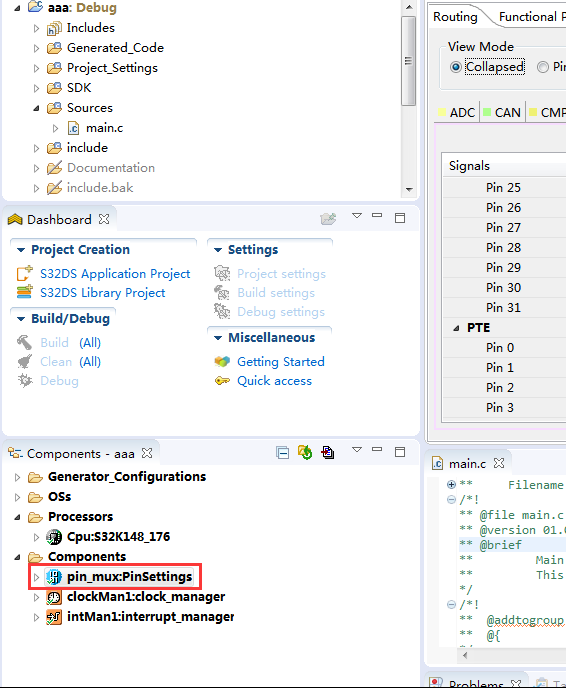 aaa: Debug
Includes
Generated_Code
Project_Settings
SDK
Sources
main.c
include
Documentation
include.bak
Dashboard
Project Creation
S32DS Application Project
S32DS Library Project
Build/Debug
Build (All)
Clean (All)
Debug
Settings
Project settings
Build settings
Debug settings
Miscellaneous
Getting Started
Quick access
Components - aaa
Generator_Configurations
OSs
Processors
Cpu:S32K148_176
Components
pin_mux:PinSettings
clockMan1:clock_manager
intMan1:interrupt_manager
Routing Functional P
View Mode
Collapsed Pin
ADC CAN CMP
Signals
Pin 25
Pin 26
Pin 27
Pin 28
Pin 29
Pin 30
Pin 31
PTE
Pin 0
Pin 1
Pin 2
Pin 3
main.c
** Filename
/*!
** @file main.c
** @version 01.0
** @brief
** Main
** This
*/
/*!
** @addtogroup
** @{
Problems Ta